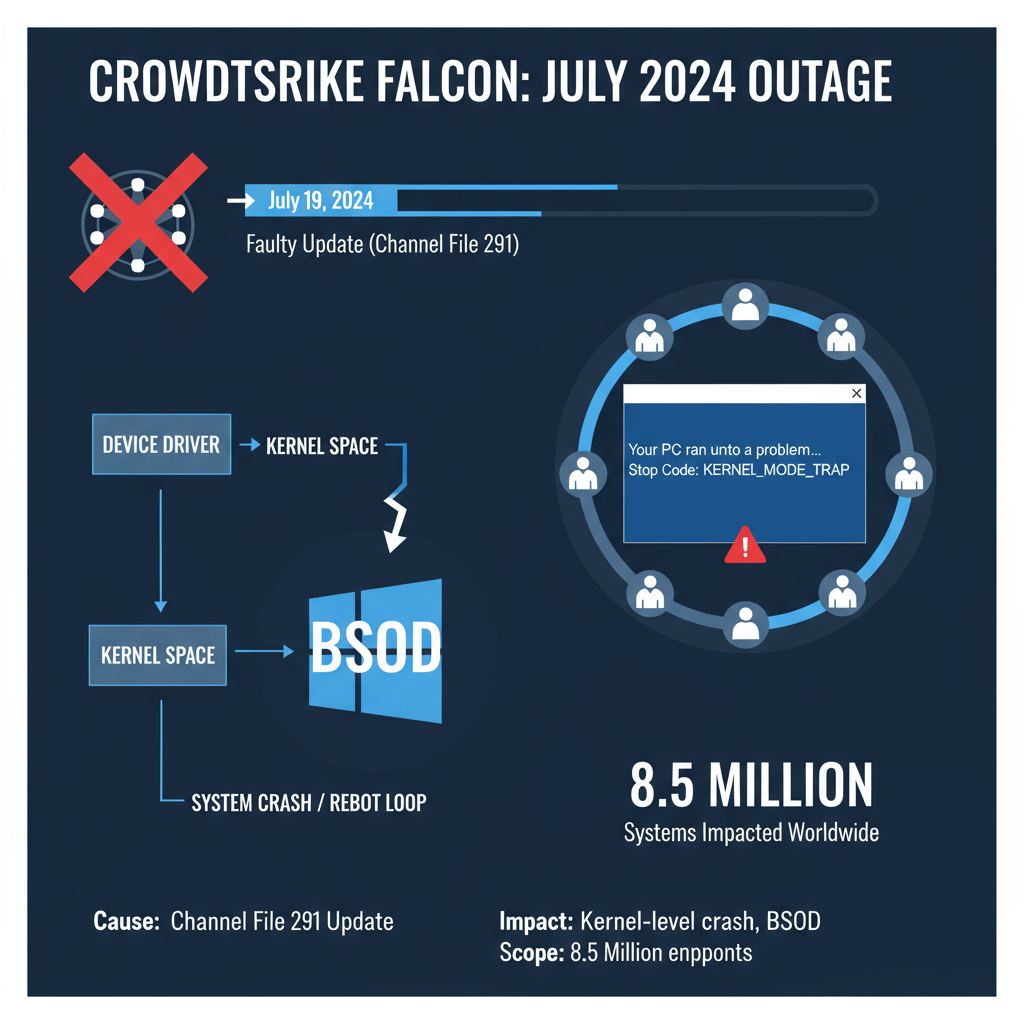 CROWDTSRIKE FALCON: JULY 2024 OUTAGE
July 19, 2024
Faulty Update (Channel File 291)
DEVICE DRIVER
KERNEL SPACE
Your PC ran unto a problem...
Stop Code: KERNEL_MODE_TRAP
KERNEL SPACE
BSOD
SYSTEM CRASH / REBOT LOOP
8.5 MILLION
Systems Impacted Worldwide
Cause: Channel File 291 Update
Impact: Kernel-level crash, BSOD
Scope: 8.5 Million enpponts